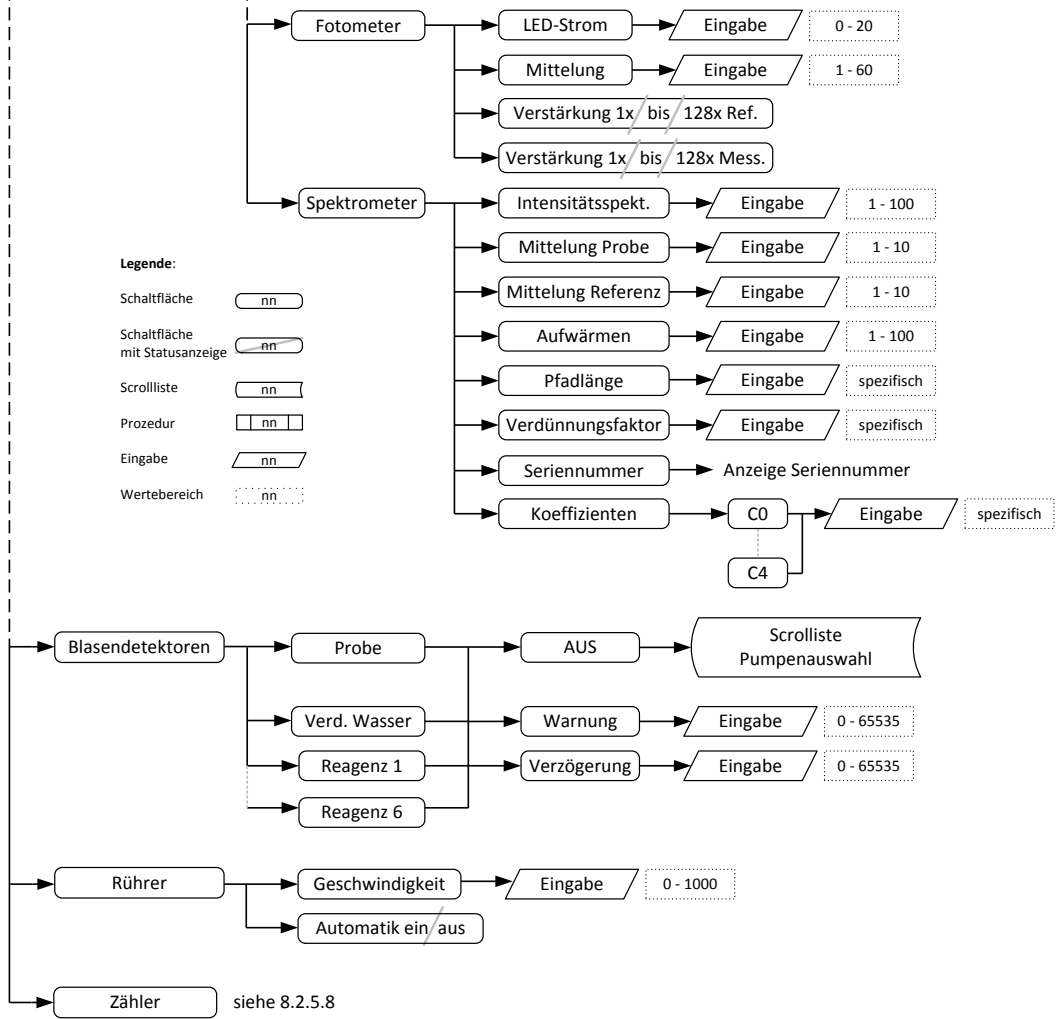 Fotometer
LED-Strom
Eingabe
0 - 20
Mittelung
Eingabe
1 - 60
Verstärkung 1x / bis / 128x Ref.
Verstärkung 1x / bis / 128x Mess.
Spektrometer
Intensitätsspekt.
Eingabe
1 - 100
Mittelung Probe
Eingabe
1 - 10
Mittelung Referenz
Eingabe
1 - 10
Aufwärmen
Eingabe
1 - 100
Pfadlänge
Eingabe
spezifisch
Verdünnungsfaktor
Eingabe
spezifisch
Seriennummer
Anzeige Seriennummer
Koeffizienten
C0
Eingabe
spezifisch
C4
Legende:
Schaltfläche
nn
Schaltfläche
mit Statusanzeige
nn
Scrollliste
nn
Prozedur
nn
Eingabe
nn
Wertebereich
nn
Blasendetektoren
Probe
AUS
Scrolliste
Pumpenauswahl
Verd. Wasser
Warnung
Eingabe
0 - 65535
Reagenz 1
Verzögerung
Eingabe
0 - 65535
Reagenz 6
Rührer
Geschwindigkeit
Eingabe
0 - 1000
Automatik ein / aus
Zähler
siehe 8.2.5.8